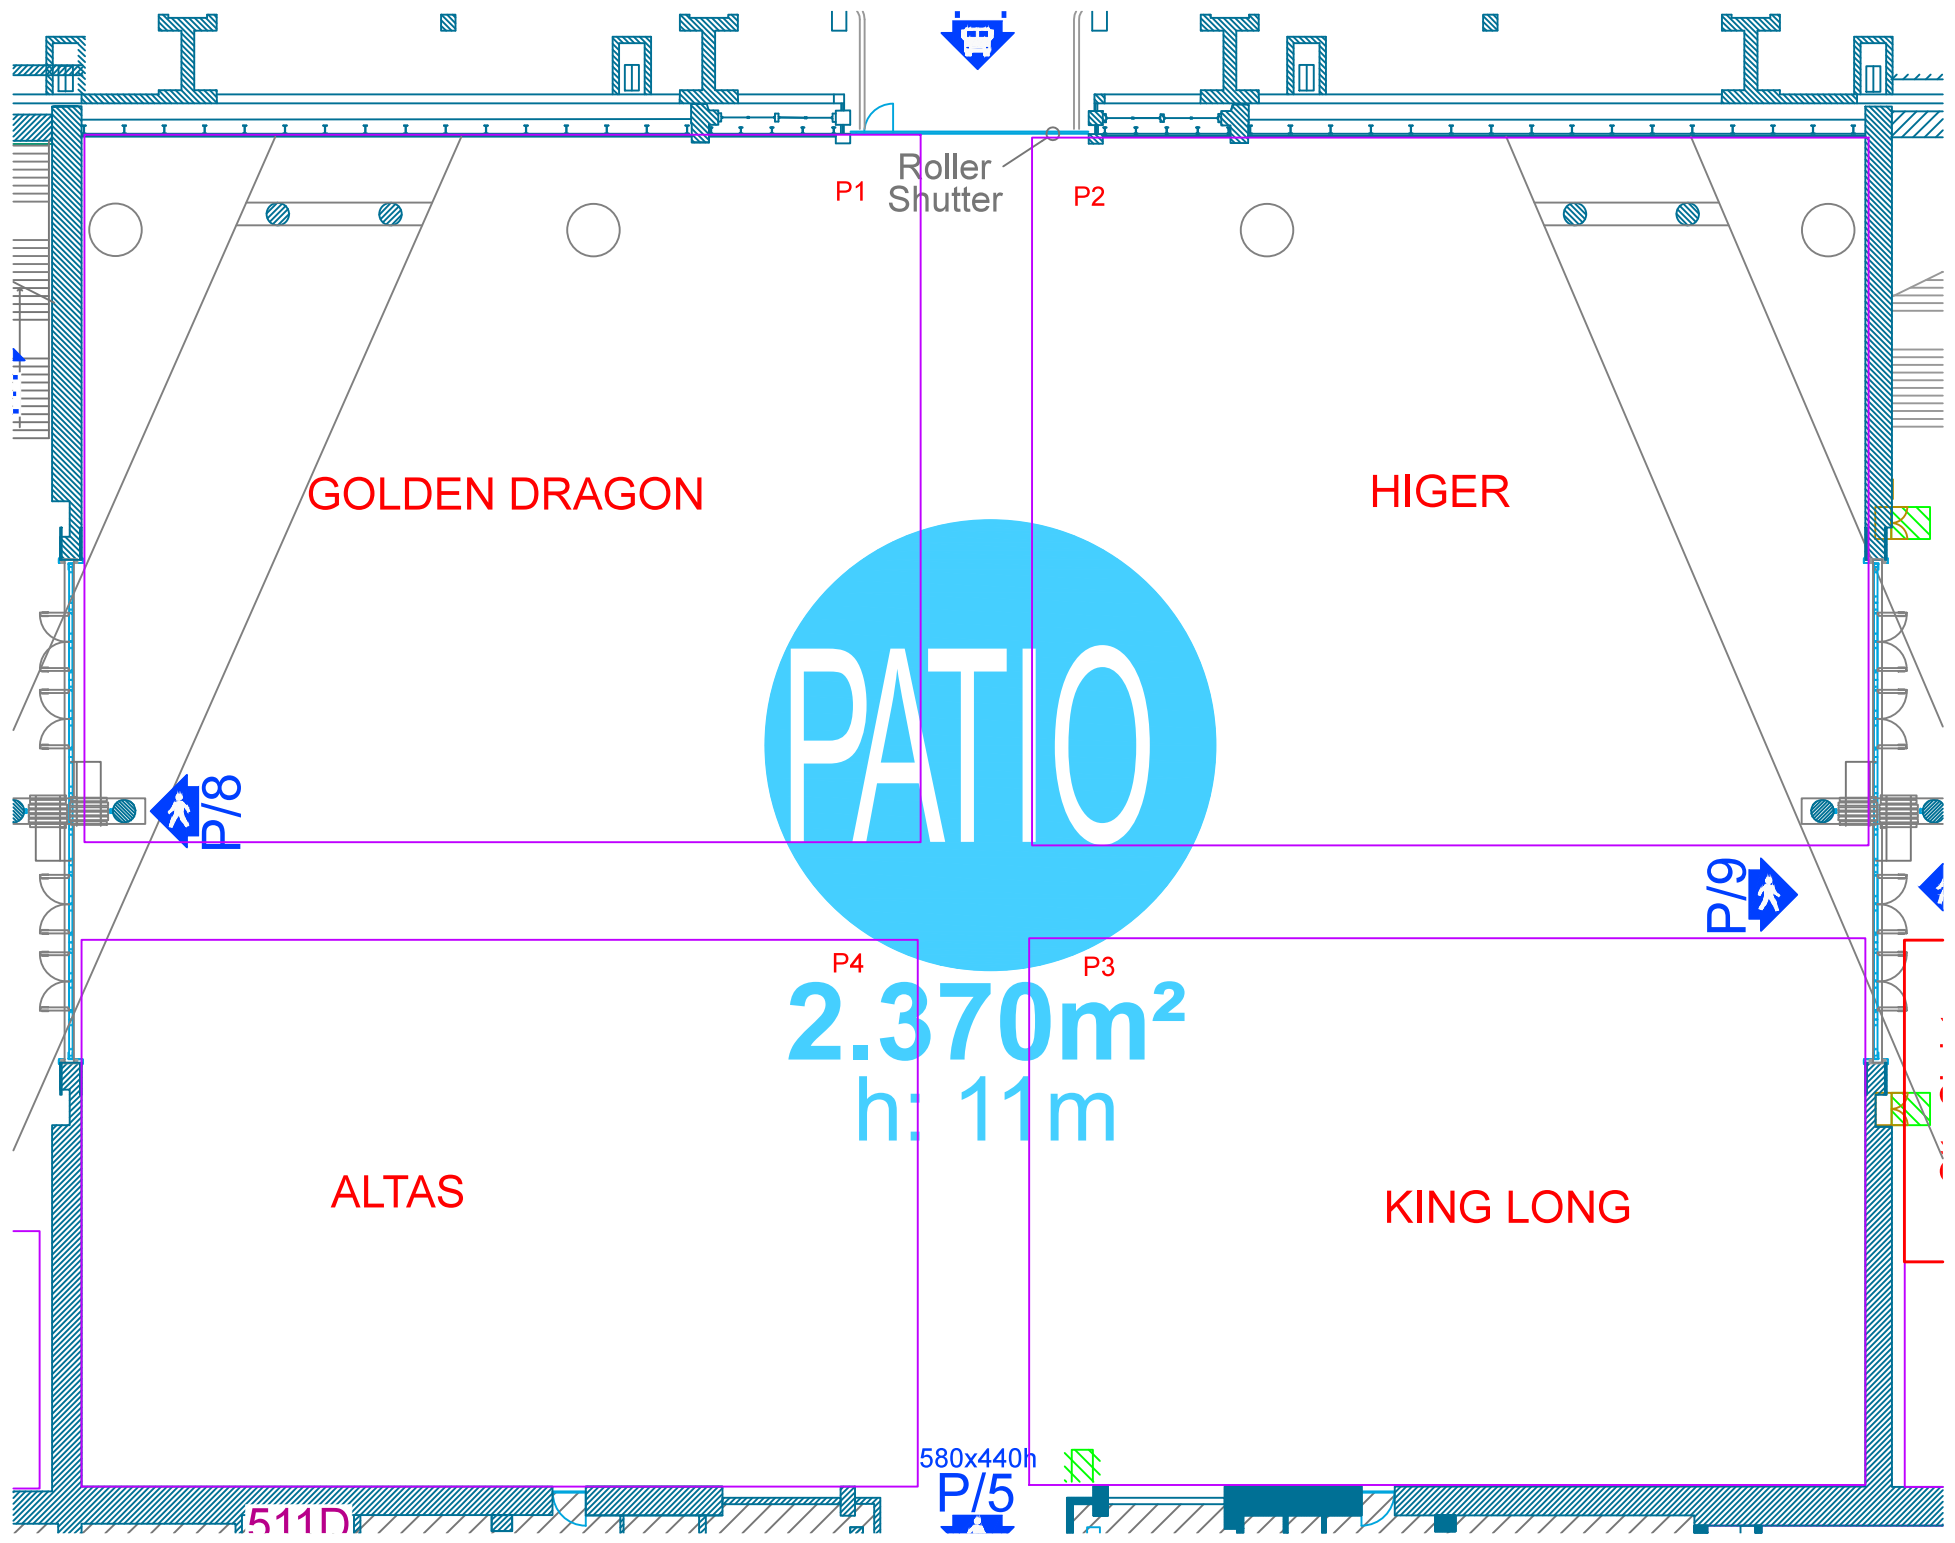 Roller
Shutter
P1
P2
GOLDEN DRAGON
HIGER
PATIO
P/8
P/9
P4
P3
2.370m²
h: 11m
ALTAS
KING LONG
580x440h
P/5
511D